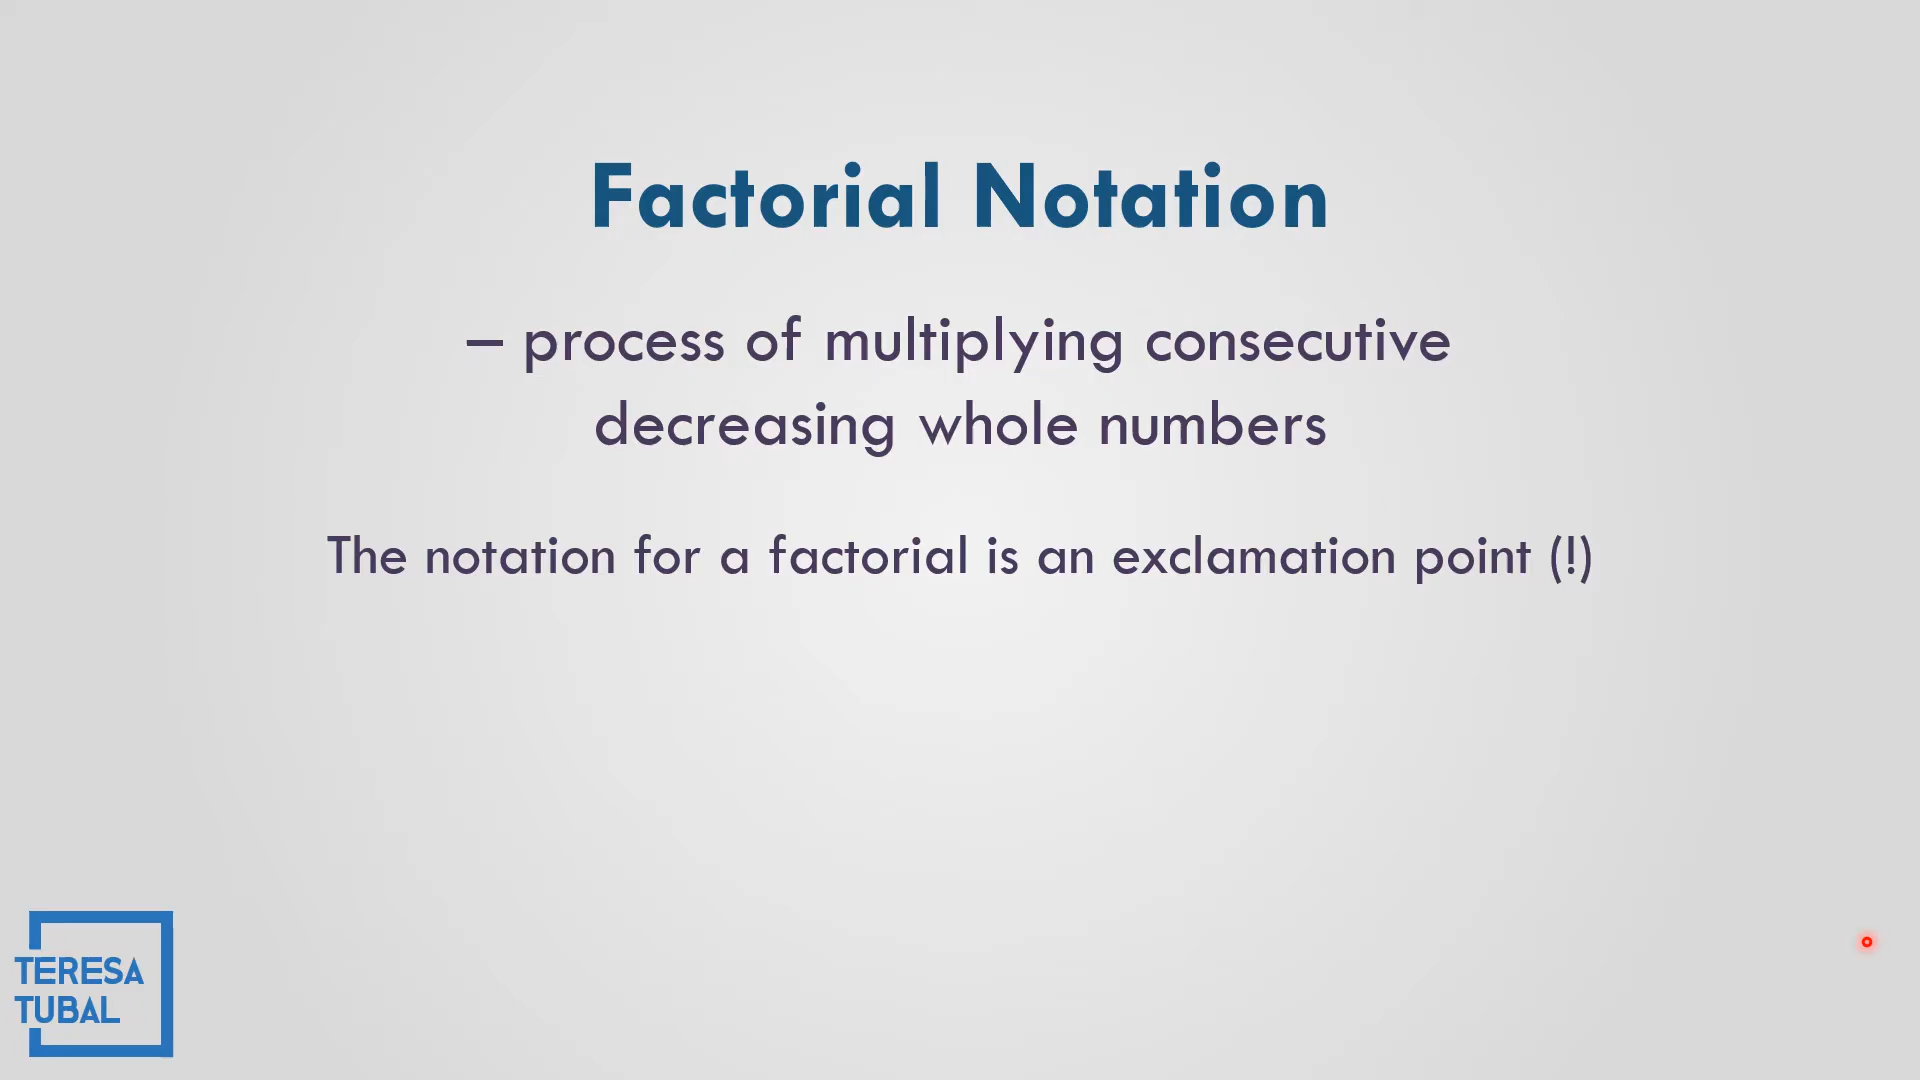 Factorial Notation
– process of multiplying consecutive
decreasing whole numbers
The notation for a factorial is an exclamation point (!)
TERESA
TUBAL